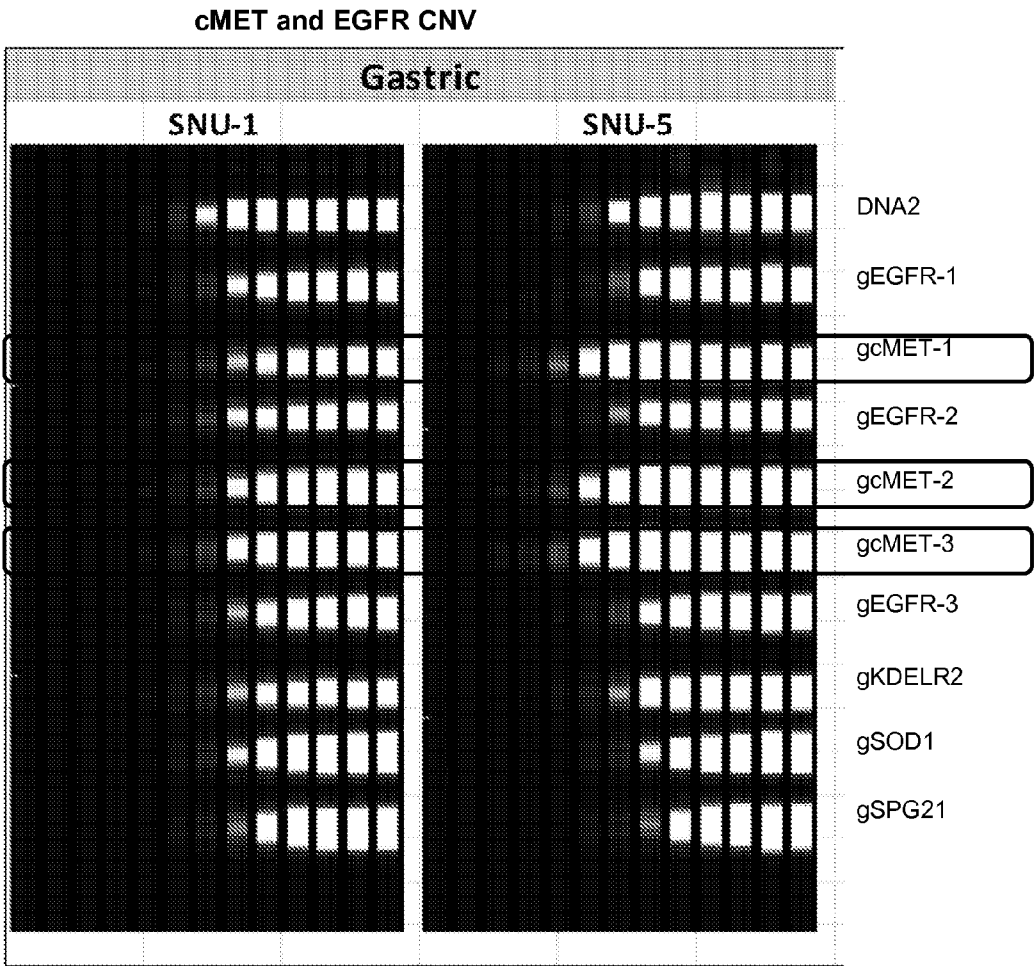 cMET and EGFR CNV
Gastric
SNU-1 SNU-5
DNA2
gEGFR-1
gcMET-1
gEGFR-2
gcMET-2
gcMET-3
gEGFR-3
gKDELR2
gSOD1
gSPG21